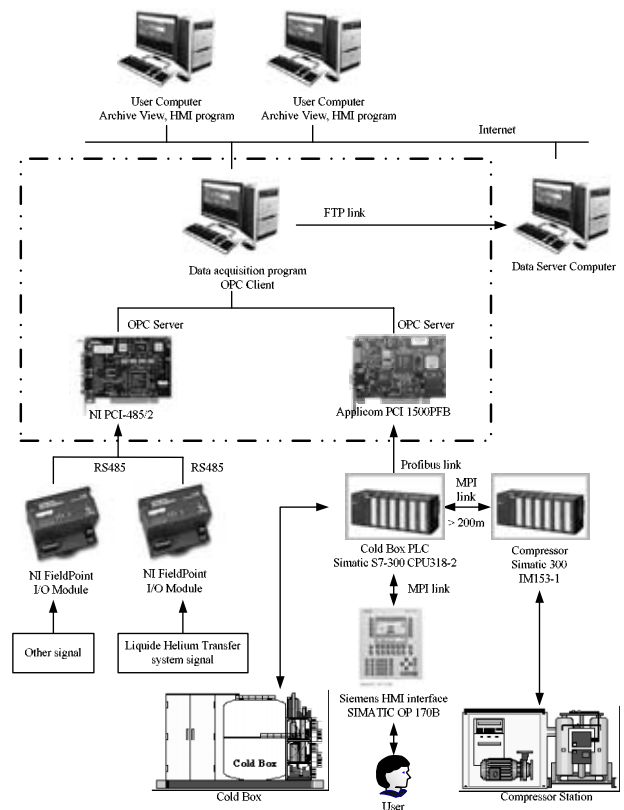 User Computer
Archive View, HMI program
User Computer
Archive View, HMI program
Internet
FTP link
Data acquisition program
OPC Client
Data Server Computer
OPC Server
OPC Server
NI PCI-485/2
Applicom PCI 1500PFB
RS485
RS485
Profibus link
MPI
link
> 200m
NI FieldPoint
I/O Module
NI FieldPoint
I/O Module
Cold Box PLC
Simatic S7-300 CPU318-2
Compressor
Simatic 300
IM153-1
MPI link
Other signal
Liquide Helium Transfer
system signal
Siemens HMI interface
SIMATIC OP 170B
Cold Box
Cold Box
User
Compressor Station